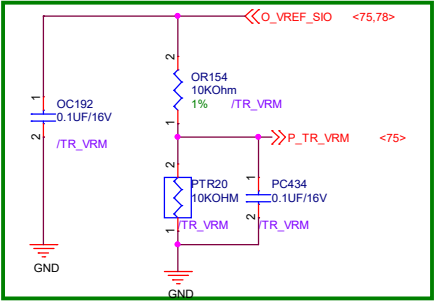 O_VREF_SIO <75,78>
2
OR154
10KOhm
1% /TR_VRM
1
1
OC192
0.1UF/16V
2
/TR_VRM
P_TR_VRM <75>
2
PTR20
10KOHM
/TR_VRM
1
1
PC434
0.1UF/16V
2
/TR_VRM
GND
GND